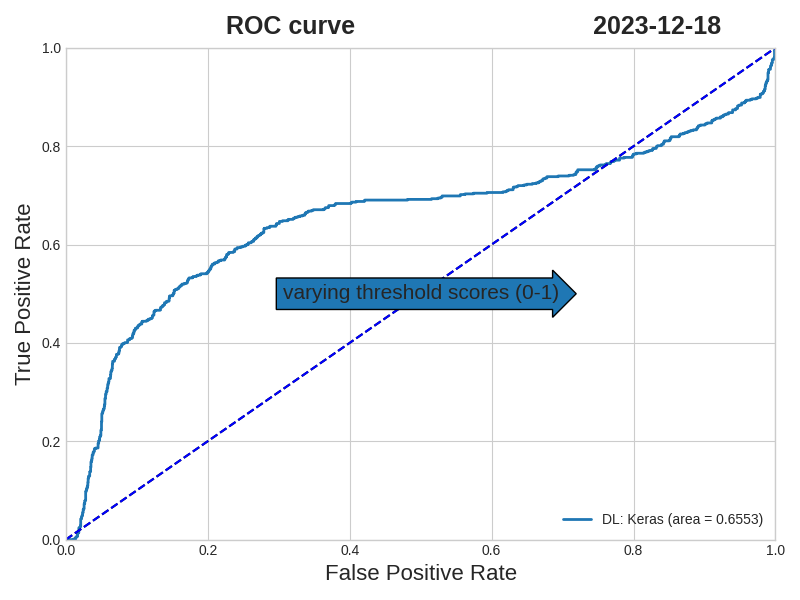 ROC curve
2023-12-18
1.0
0.8
0.6
0.4
0.2
0.0
True Positive Rate
varying threshold scores (0-1)
DL: Keras (area = 0.6553)
0.0 0.2 0.4 0.6 0.8 1.0
False Positive Rate